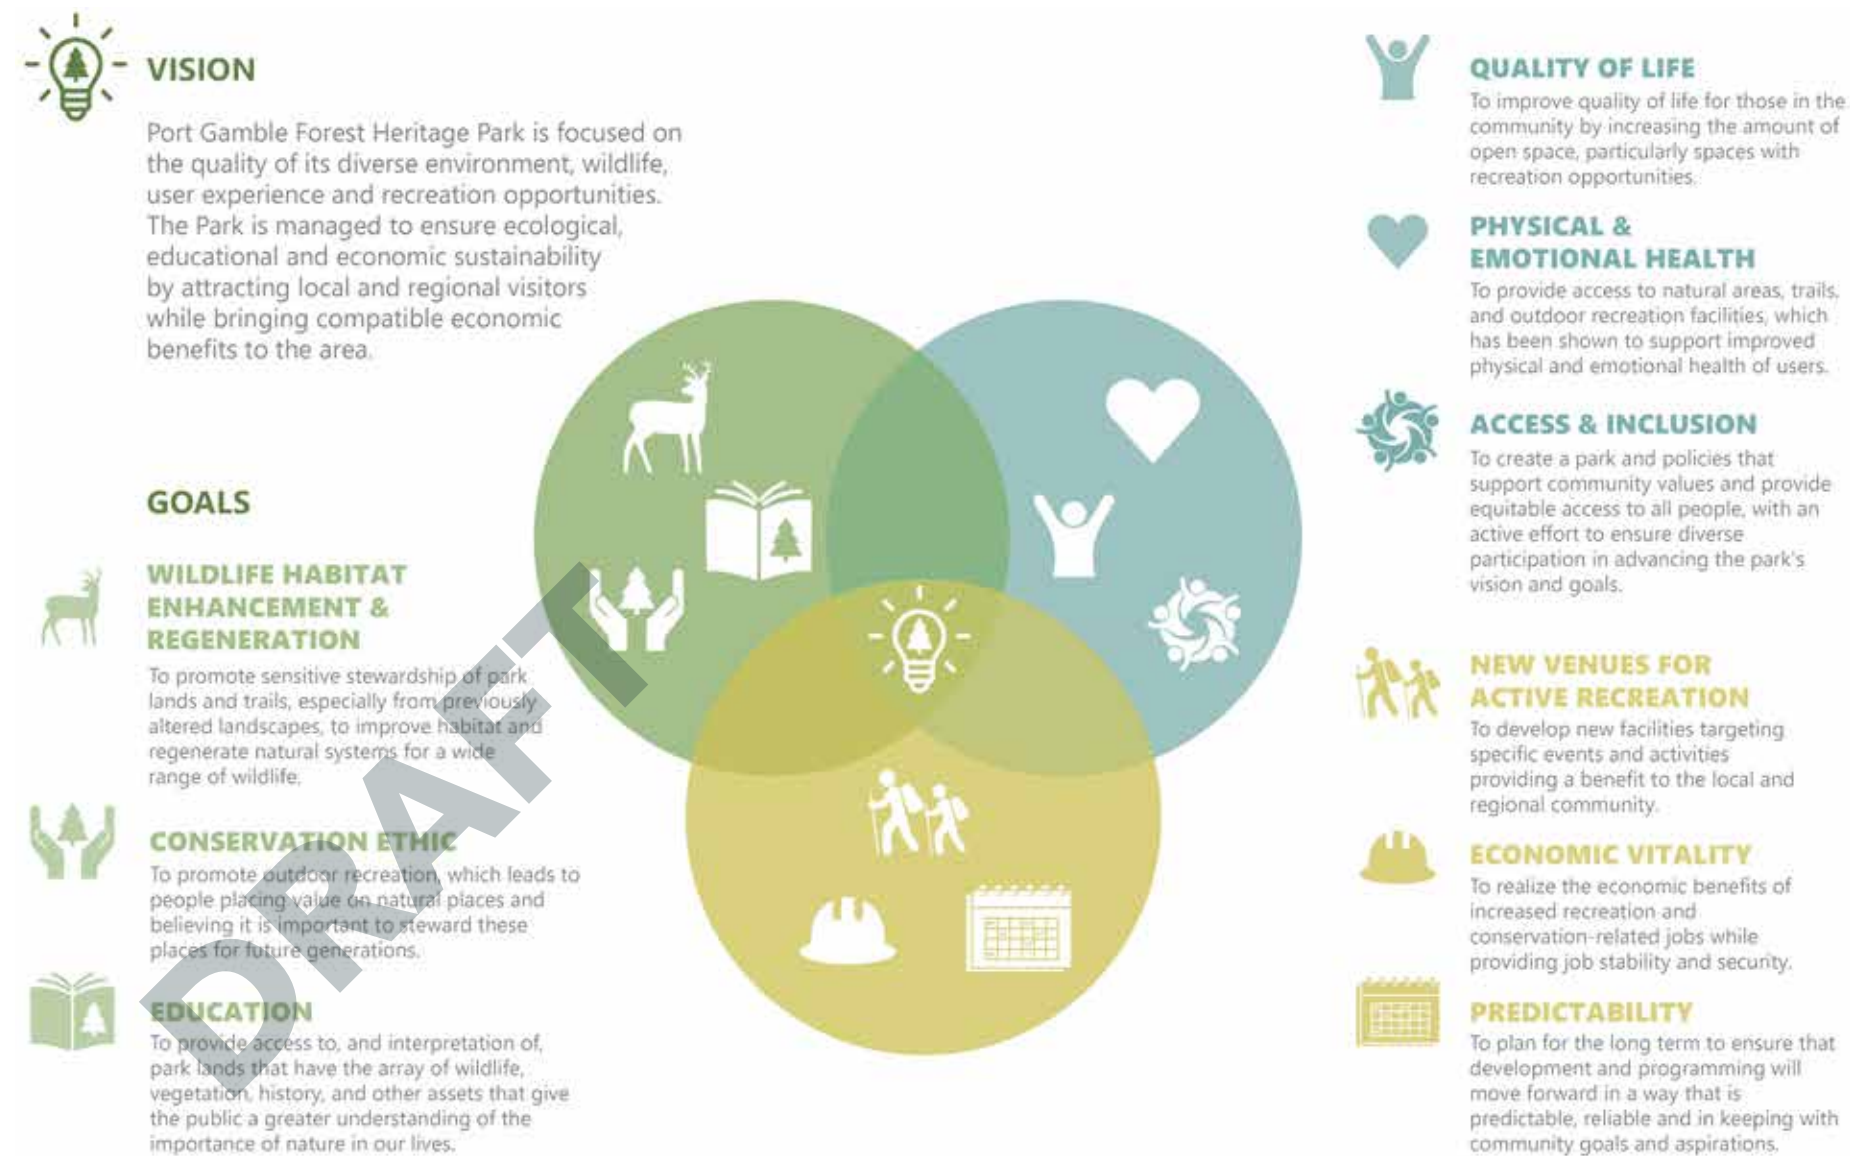 VISION
Port Gamble Forest Heritage Park is focused on
the quality of its diverse environment, wildlife,
user experience and recreation opportunities.
The Park is managed to ensure ecological,
educational and economic sustainability
by attracting local and regional visitors
while bringing compatible economic
benefits to the area.
GOALS
WILDLIFE HABITAT
ENHANCEMENT &
REGENERATION
To promote sensitive stewardship of park
lands and trails, especially from previously
altered landscapes, to improve habitat and
regenerate natural systems for a wide
range of wildlife.
CONSERVATION ETHIC
To promote outdoor recreation, which leads to
people placing value on natural places and
believing it is important to steward these
places for future generations.
EDUCATION
To provide access to, and interpretation of,
park lands that have the array of wildlife,
vegetation, history, and other assets that give
the public a greater understanding of the
importance of nature in our lives.
DRAFT
QUALITY OF LIFE
To improve quality of life for those in the
community by increasing the amount of
open space, particularly spaces with
recreation opportunities.
PHYSICAL &
EMOTIONAL HEALTH
To provide access to natural areas, trails,
and outdoor recreation facilities, which
has been shown to support improved
physical and emotional health of users.
ACCESS & INCLUSION
To create a park and policies that
support community values and provide
equitable access to all people, with an
active effort to ensure diverse
participation in advancing the park's
vision and goals.
NEW VENUES FOR
ACTIVE RECREATION
To develop new facilities targeting
specific events and activities
providing a benefit to the local and
regional community.
ECONOMIC VITALITY
To realize the economic benefits of
increased recreation and
conservation-related jobs while
providing job stability and security.
PREDICTABILITY
To plan for the long term to ensure that
development and programming will
move forward in a way that is
predictable, reliable and in keeping with
community goals and aspirations.